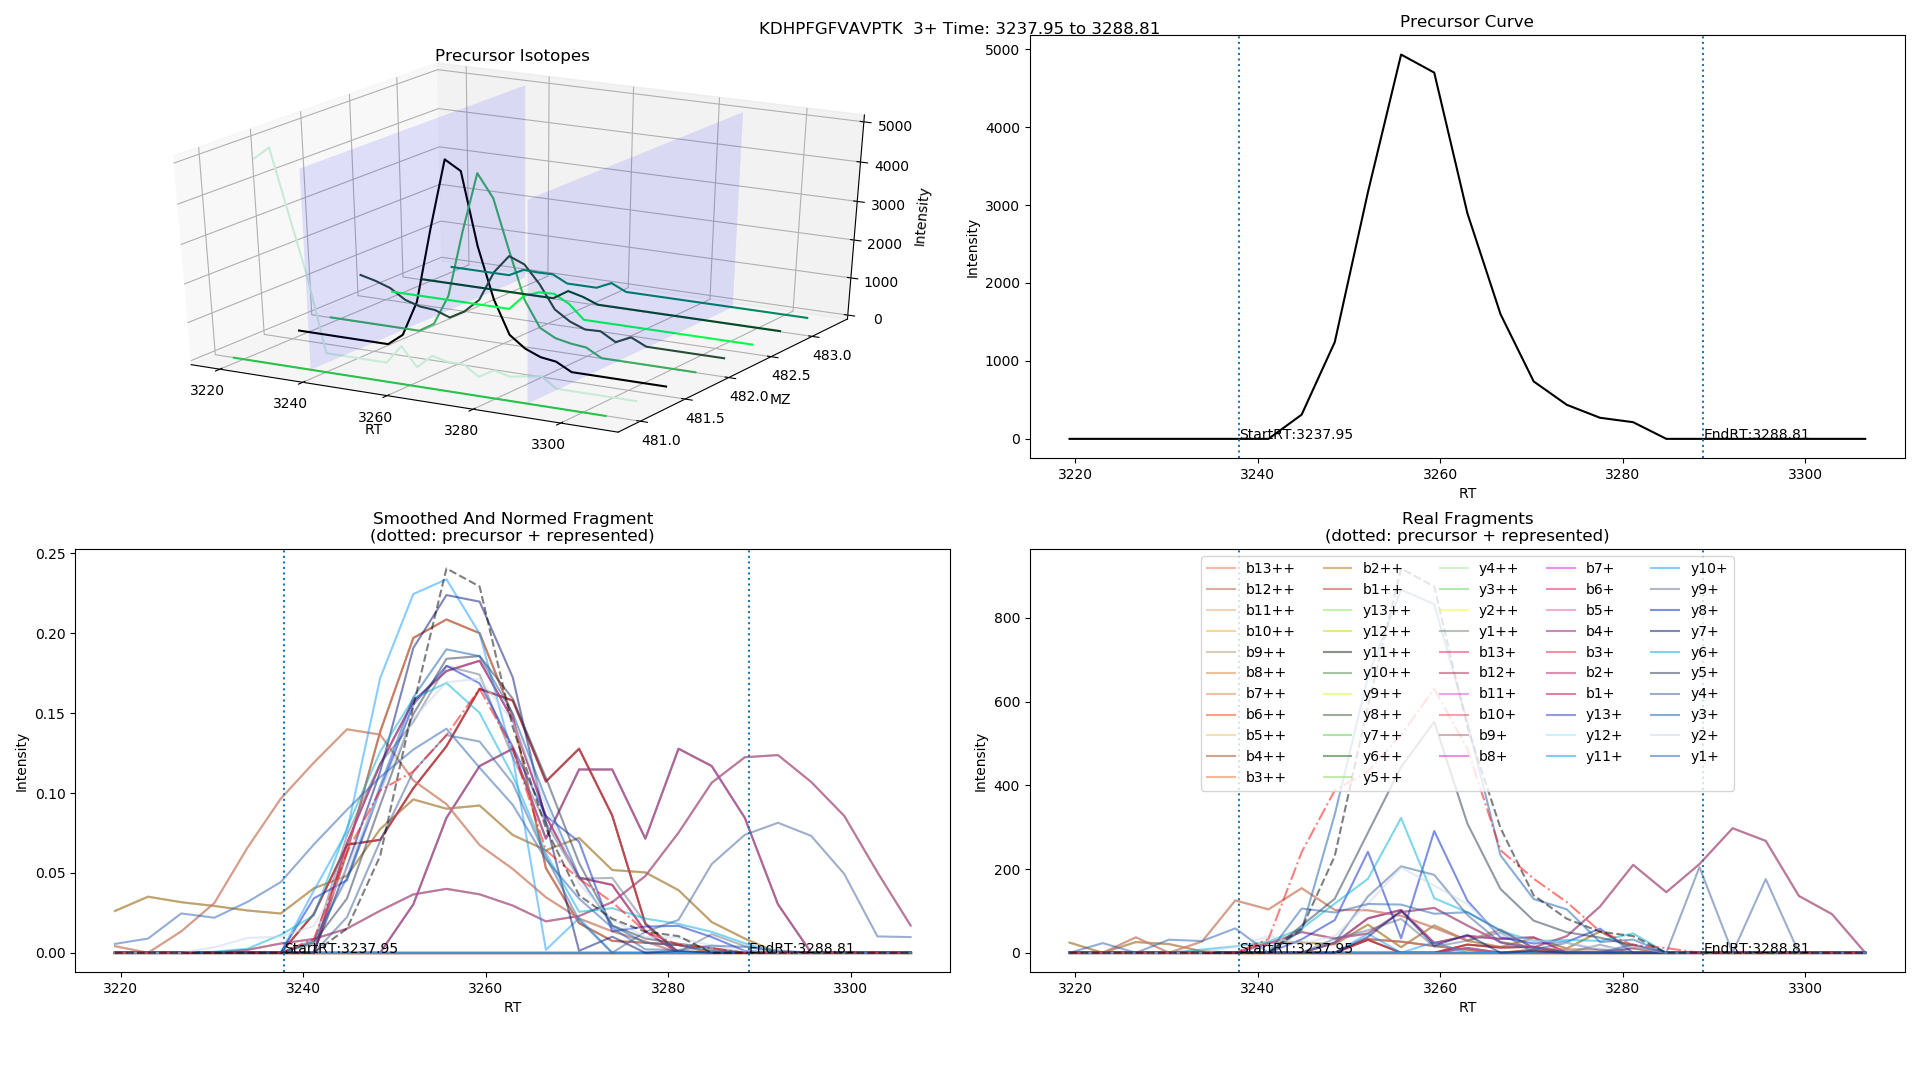 KDHPFGFVAVPTK  3+ Time: 3237.95 to 3288.81
Precursor Isotopes
5000
4000
3000
2000
1000
0
Intensity
483.0
482.5
482.0
481.5
481.0
MZ
3220
3240
3260
3280
3300
RT
Precursor Curve
5000
4000
3000
2000
1000
0
Intensity
StartRT:3237.95
EndRT:3288.81
3220
3240
3260
3280
3300
RT
Smoothed And Normed Fragment
(dotted: precursor + represented)
0.25
0.20
0.15
0.10
0.05
0.00
Intensity
StartRT:3237.95
EndRT:3288.81
3220
3240
3260
3280
3300
RT
Real Fragments
(dotted: precursor + represented)
800
600
400
200
0
Intensity
b13++
b12++
b11++
b10++
b9++
b8++
b7++
b6++
b5++
b4++
b3++
b2++
b1++
y13++
y12++
y11++
y10++
y9++
y8++
y7++
y6++
y5++
y4++
y3++
y2++
y1++
b13+
b12+
b11+
b10+
b9+
b8+
b7+
b6+
b5+
b4+
b3+
b2+
b1+
y13+
y12+
y11+
y10+
y9+
y8+
y7+
y6+
y5+
y4+
y3+
y2+
y1+
StartRT:3237.95
EndRT:3288.81
3220
3240
3260
3280
3300
RT